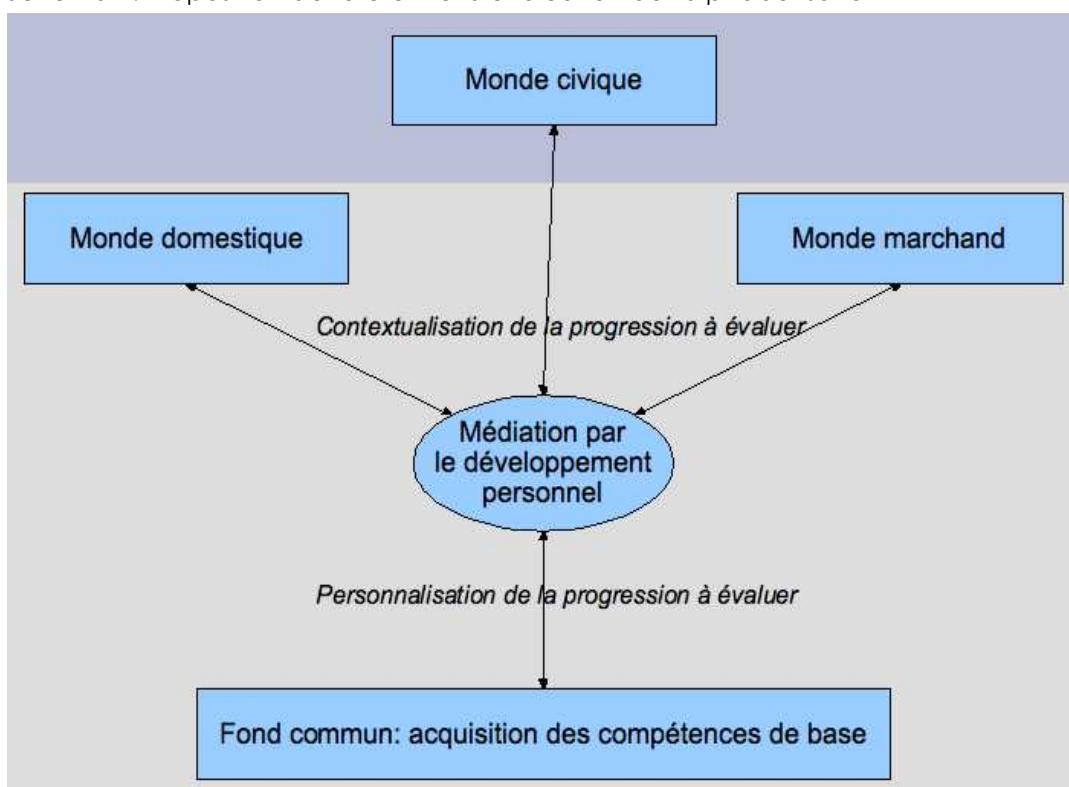 Monde civique
Monde domestique
Monde marchand
Contextualisation de la progression à évaluer
Médiation par
le développement
personnel
Personnalisation de la progression à évaluer
Fond commun: acquisition des compétences de base